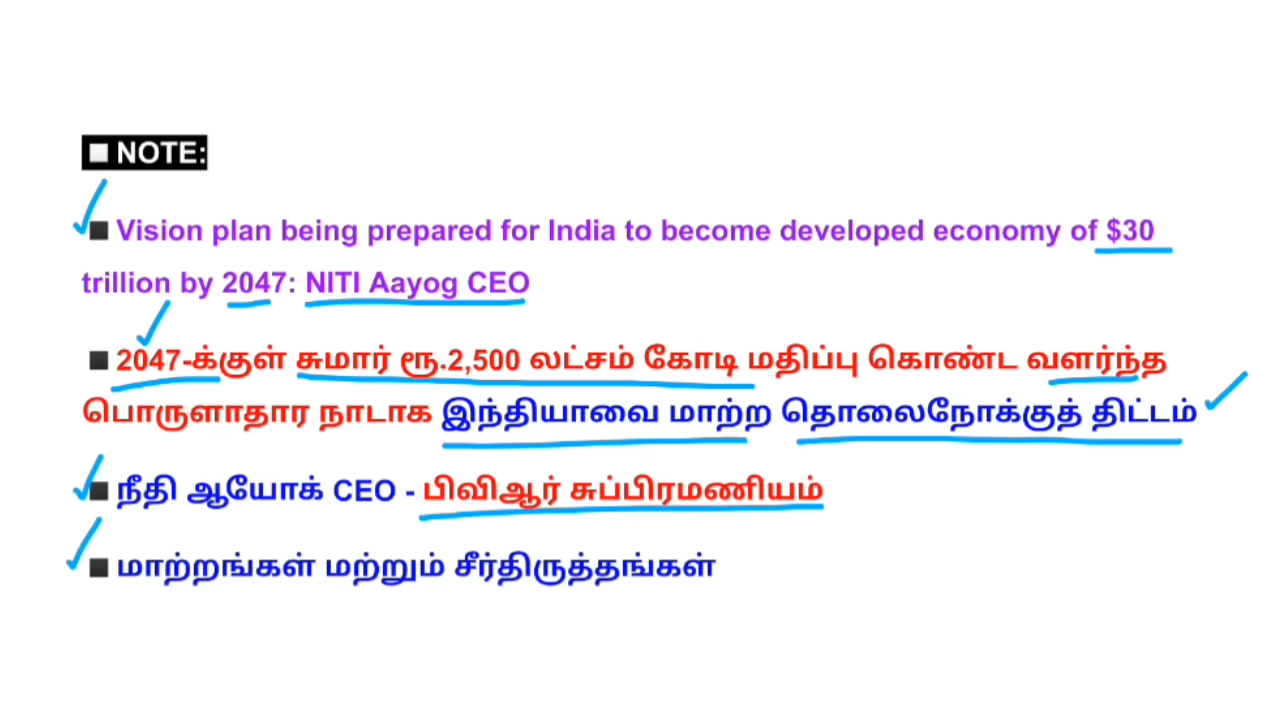 ◽ NOTE:
◾ Vision plan being prepared for India to become developed economy of $30
trillion by 2047: NITI Aayog CEO
◾ 2047-க்குள் சுமார் ரூ.2,500 லட்சம் கோடி மதிப்பு கொண்ட வளர்ந்த
பொருளாதார நாடாக இந்தியாவை மாற்ற தொலைநோக்குத் திட்டம்
◾ நீதி ஆயோக் CEO - பிவிஆர் சுப்பிரமணியம்
◾ மாற்றங்கள் மற்றும் சீர்திருத்தங்கள்